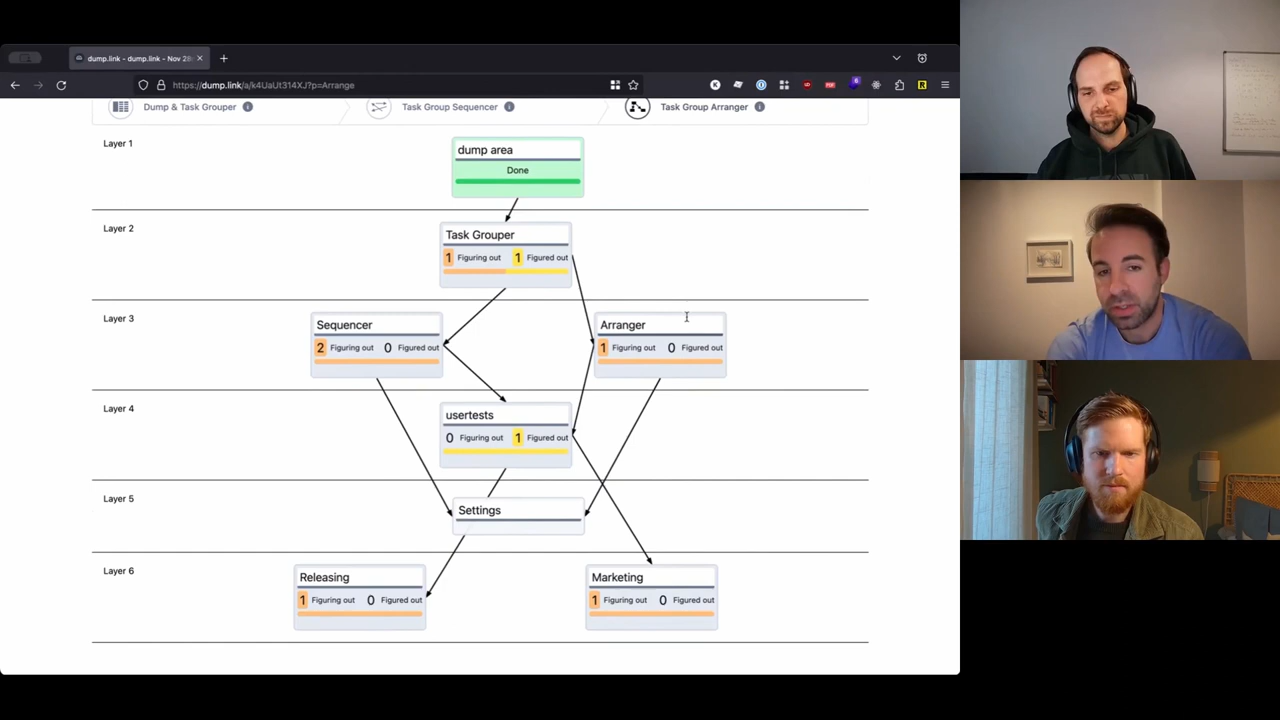 dump.link - dump.link - Nov 28
https://dump.link/a/k4UaUt314XJ?p=Arrange
Dump & Task Grouper
Task Group Sequencer
Task Group Arranger
Layer 1
dump area
Done
Layer 2
Task Grouper
1 Figuring out 1 Figured out
Layer 3
Sequencer
2 Figuring out 0 Figured out
Arranger
1 Figuring out 0 Figured out
Layer 4
usertests
0 Figuring out 1 Figured out
Layer 5
Settings
Layer 6
Releasing
1 Figuring out 0 Figured out
Marketing
1 Figuring out 0 Figured out